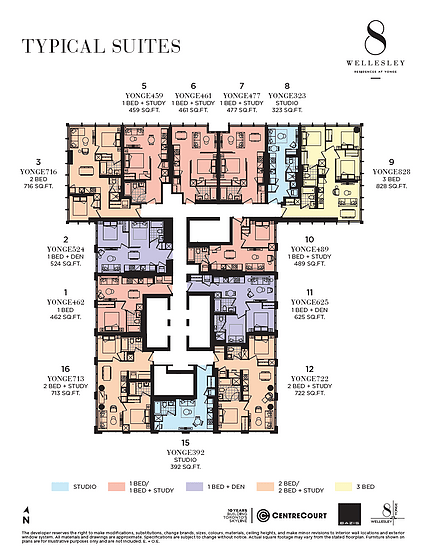 TYPICAL SUITES
8
WELLESLEY
RESIDENCES AT YONGE
5
YONGE459
1 BED + STUDY
459 SQ.FT.
6
YONGE461
1 BED + STUDY
461 SQ.FT.
7
YONGE477
1 BED + STUDY
477 SQ.FT.
8
YONGE323
STUDIO
323 SQ.FT.
3
YONGE716
2 BED
716 SQ.FT.
9
YONGE828
3 BED
828 SQ.FT.
2
YONGE524
1 BED + DEN
524 SQ.FT.
10
YONGE489
1 BED + STUDY
489 SQ.FT.
1
YONGE462
1 BED
462 SQ.FT.
11
YONGE625
1 BED + DEN
625 SQ.FT.
16
YONGE713
2 BED + STUDY
713 SQ.FT.
12
YONGE722
2 BED + STUDY
722 SQ.FT.
15
YONGE392
STUDIO
392 SQ.FT.
STUDIO
1 BED/
1 BED + STUDY
1 BED + DEN
2 BED/
2 BED + STUDY
3 BED
N
10 YEARS
BUILDING
TORONTO'S
SKYLINE
CENTRECOURT
BAZIS
WELLESLEY
YONGE
The developer reserves the right to make modifications, substitutions, change brands, sizes, colours, materials, ceiling heights, and make minor revisions to interior wall locations and exterior
window system. All materials and drawings are approximate. Specifications are subject to change without notice. Actual square footage may vary from the stated floorplan. Furniture shown on
plans are for illustrative purposes only and are not included. E. + O.E.